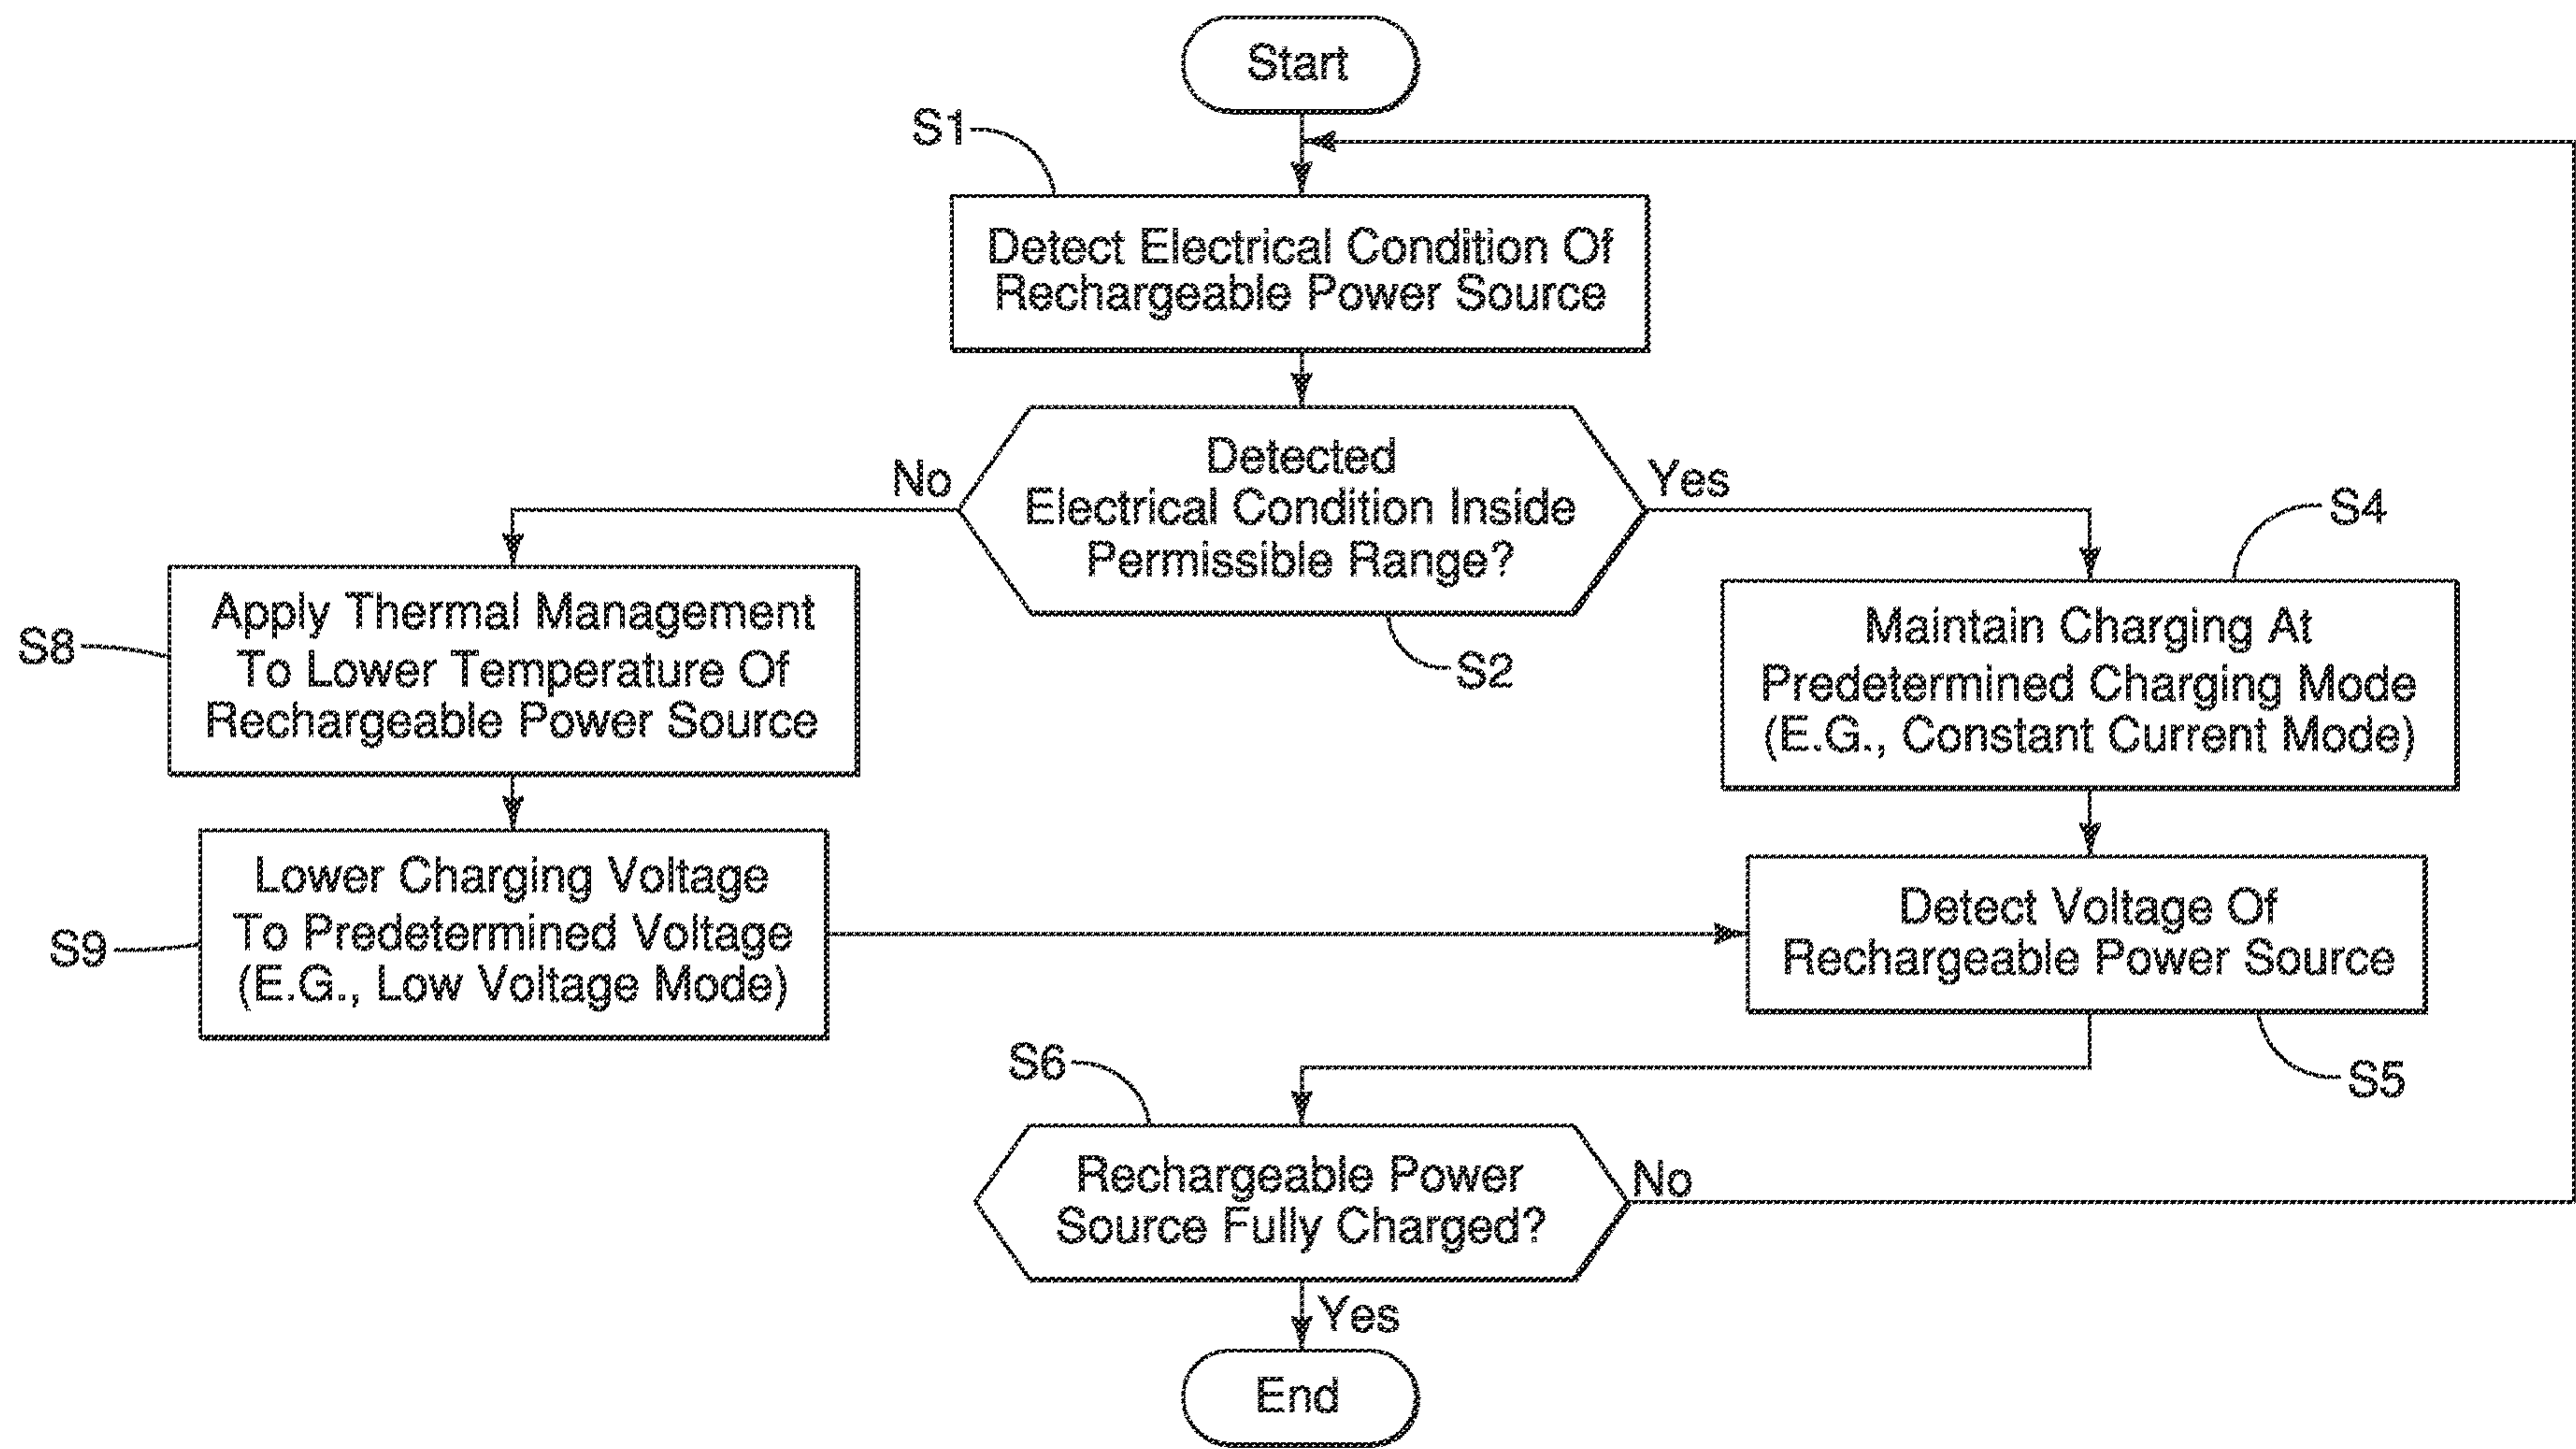 Start
S1
Detect Electrical Condition Of
Rechargeable Power Source
No
Detected
Electrical Condition Inside
Permissible Range?
Yes
S2
S8
Apply Thermal Management
To Lower Temperature Of
Rechargeable Power Source
S4
Maintain Charging At
Predetermined Charging Mode
(E.G., Constant Current Mode)
S9
Lower Charging Voltage
To Predetermined Voltage
(E.G., Low Voltage Mode)
Detect Voltage Of
Rechargeable Power Source
S5
S6
Rechargeable Power
Source Fully Charged?
No
Yes
End